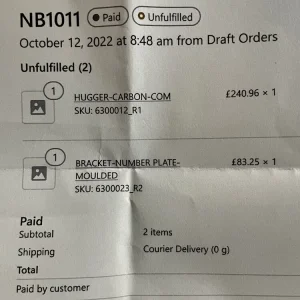 NB1011 Paid Unfulfilled
October 12, 2022 at 8:48 am from Draft Orders
Unfulfilled (2)
1
HUGGER-CARBON-COM £240.96 × 1
SKU: 6300012_R1
1
BRACKET-NUMBER PLATE- £83.25 × 1
MOULDED
SKU: 6300023_R2
Paid
Subtotal 2 items
Shipping Courier Delivery (0 g)
Total
Paid by customer